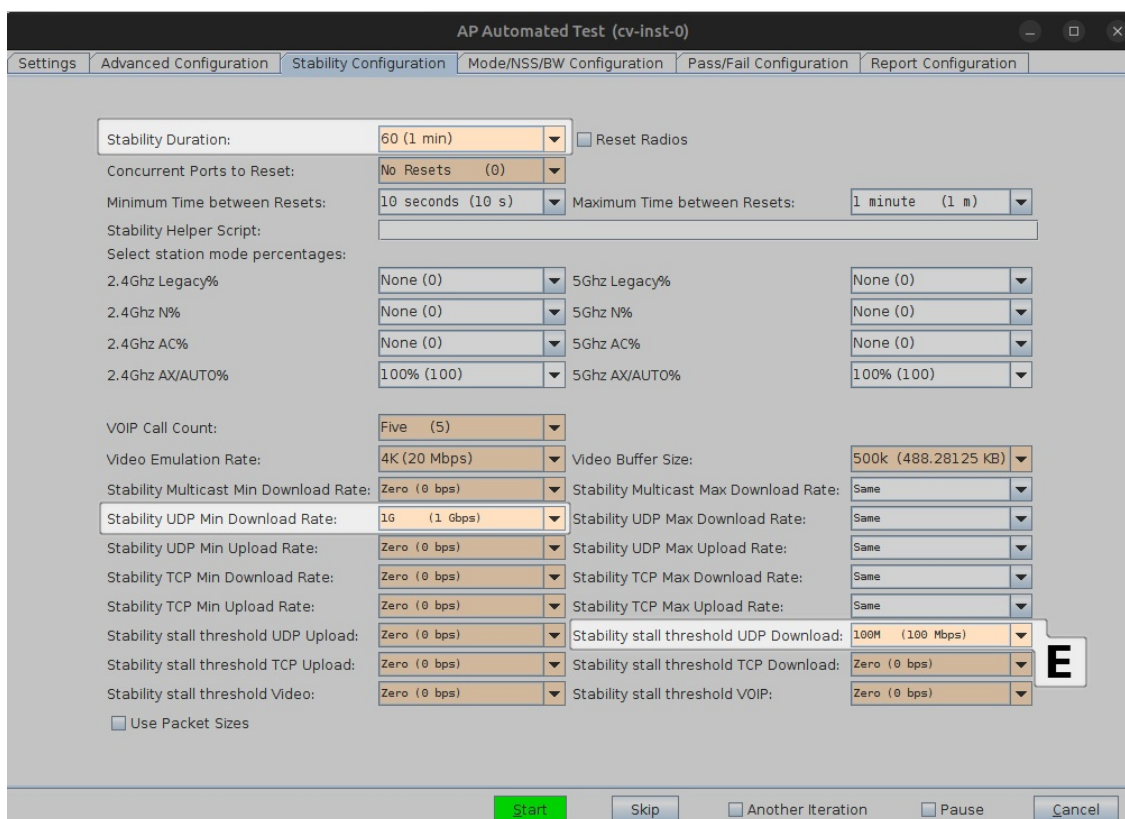 AP Automated Test (cv-inst-0)
Settings Advanced Configuration Stability Configuration Mode/NSS/BW Configuration Pass/Fail Configuration Report Configuration
Stability Duration: 60 (1 min) Reset Radios
Concurrent Ports to Reset: No Resets (0)
Minimum Time between Resets: 10 seconds (10 s) Maximum Time between Resets: 1 minute (1 m)
Stability Helper Script:
Select station mode percentages:
2.4Ghz Legacy% None (0) 5Ghz Legacy% None (0)
2.4Ghz N% None (0) 5Ghz N% None (0)
2.4Ghz AC% None (0) 5Ghz AC% None (0)
2.4Ghz AX/AUTO% 100% (100) 5Ghz AX/AUTO% 100% (100)
VOIP Call Count: Five (5)
Video Emulation Rate: 4K (20 Mbps) Video Buffer Size: 500k (488.28125 KB)
Stability Multicast Min Download Rate: Zero (0 bps) Stability Multicast Max Download Rate: Same
Stability UDP Min Download Rate: 1G (1 Gbps) Stability UDP Max Download Rate: Same
Stability UDP Min Upload Rate: Zero (0 bps) Stability UDP Max Upload Rate: Same
Stability TCP Min Download Rate: Zero (0 bps) Stability TCP Max Download Rate: Same
Stability TCP Min Upload Rate: Zero (0 bps) Stability TCP Max Upload Rate: Same
Stability stall threshold UDP Upload: Zero (0 bps) Stability stall threshold UDP Download: 100M (100 Mbps)
E
Stability stall threshold TCP Upload: Zero (0 bps) Stability stall threshold TCP Download: Zero (0 bps)
Stability stall threshold Video: Zero (0 bps) Stability stall threshold VOIP: Zero (0 bps)
Use Packet Sizes
Start Skip Another Iteration Pause Cancel